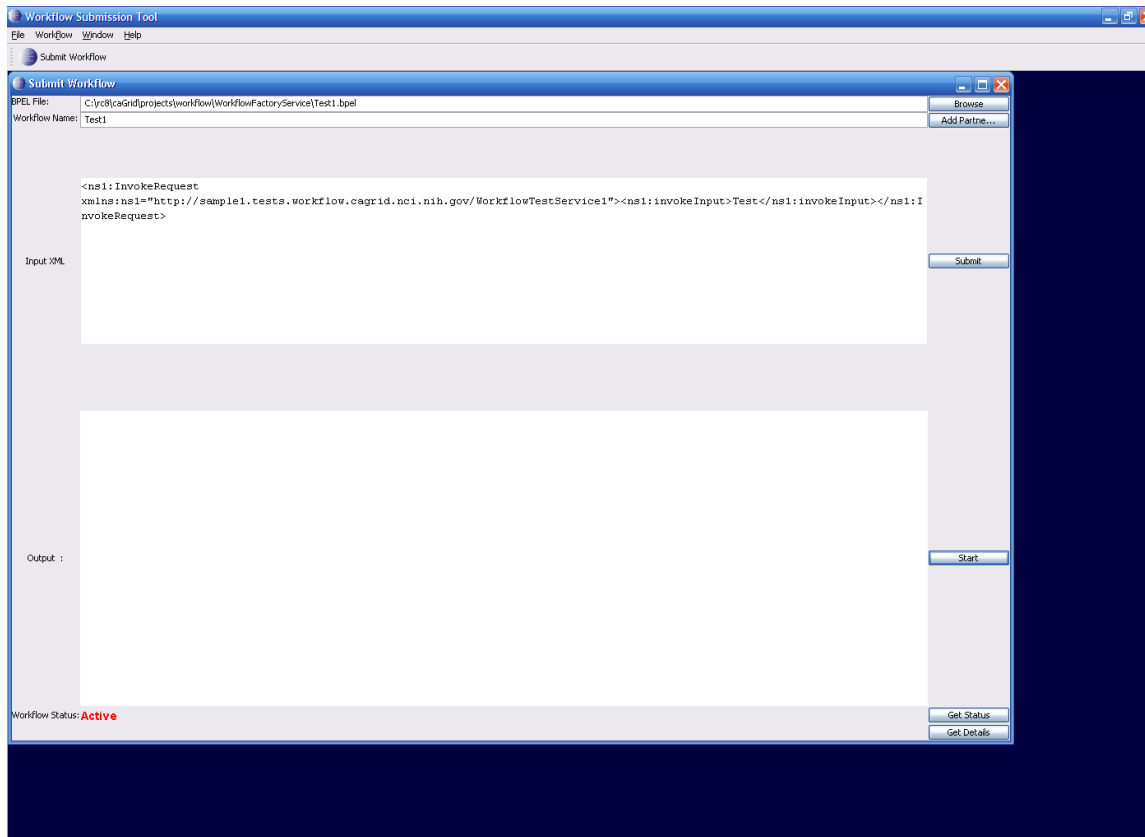 Workflow Submission Tool
File Workflow Window Help
Submit Workflow
Submit Workflow
BPEL File: C:\rc8\caGrid\projects\workflow\WorkflowFactoryService\Test1.bpel Browse
Workflow Name: Test1 Add Partne...
<ns1:InvokeRequest
xmlns:ns1="http://sample1.tests.workflow.cagrid.nci.nih.gov/WorkflowTestService1"><ns1:invokeInput>Test</ns1:invokeInput></ns1:I
nvokeRequest>
Input XML Submit
Output : Start
Workflow Status: Active Get Status
Get Details